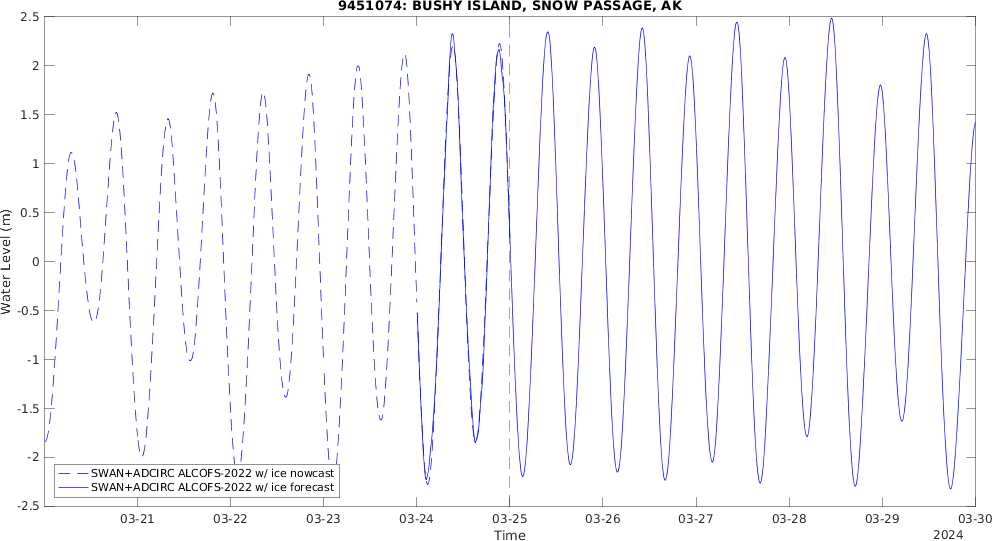 9451074: BUSHY ISLAND, SNOW PASSAGE, AK
2.5
2
1.5
1
0.5
0
-0.5
-1
-1.5
-2
-2.5
Water Level (m)
SWAN+ADCIRC ALCOFS-2022 w/ ice nowcast
SWAN+ADCIRC ALCOFS-2022 w/ ice forecast
03-21 03-22 03-23 03-24 03-25 03-26 03-27 03-28 03-29 03-30
Time
2024